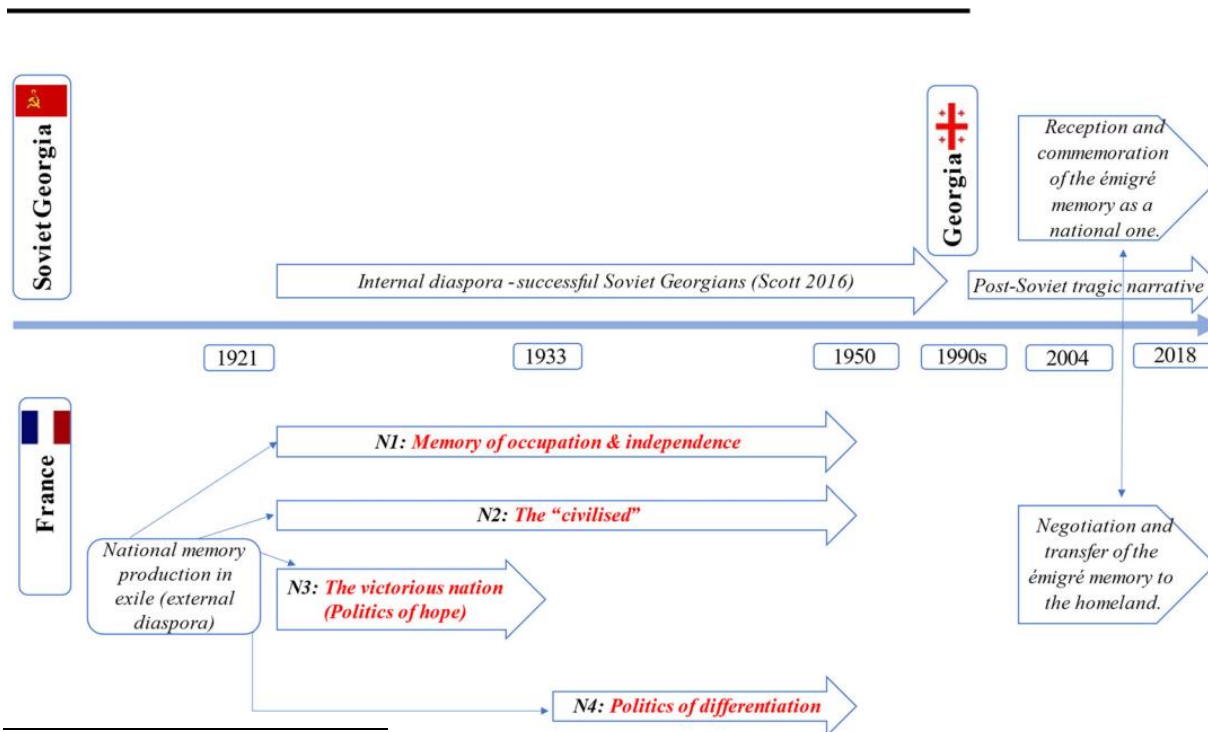 Soviet Georgia
Georgia
Reception and
commemoration
of the émigré
memory as a
national one.
Internal diaspora - successful Soviet Georgians (Scott 2016)
Post-Soviet tragic narrative
1921
1933
1950
1990s
2004
2018
France
N1: Memory of occupation & independence
N2: The “civilised”
National memory
production in
exile (external
diaspora)
N3: The victorious nation
(Politics of hope)
N4: Politics of differentiation
Negotiation and
transfer of the
émigré memory to
the homeland.